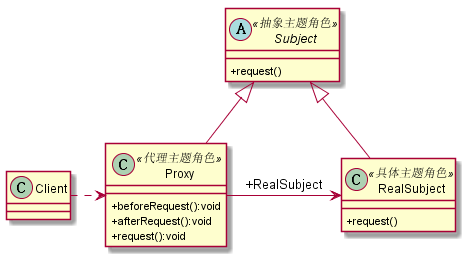 A «抽象主题角色»
Subject
+request()
C «代理主题角色»
Proxy
+beforeRequest():void
+afterRequest():void
+request():void
C Client
+RealSubject
C «具体主题角色»
RealSubject
+request()